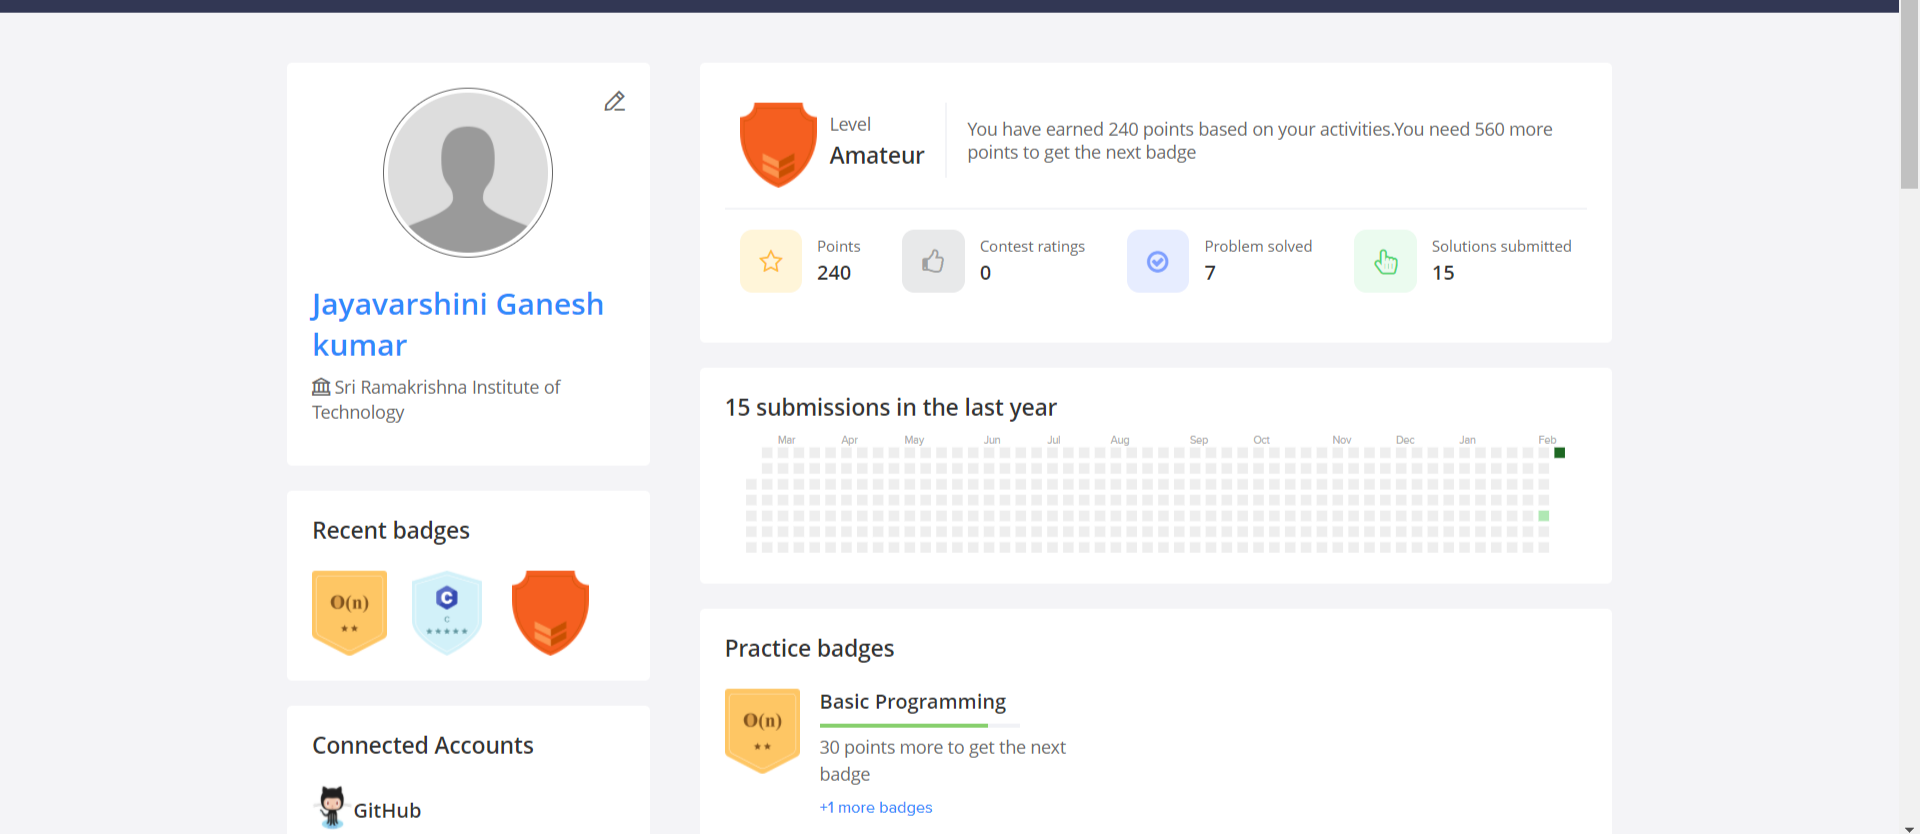 Jayavarshini Ganesh
kumar
Sri Ramakrishna Institute of
Technology
Recent badges
O(n)
C
C
Connected Accounts
GitHub
Level
Amateur
You have earned 240 points based on your activities.You need 560 more
points to get the next badge
Points
240
Contest ratings
0
Problem solved
7
Solutions submitted
15
15 submissions in the last year
Mar Apr May Jun Jul Aug Sep Oct Nov Dec Jan Feb
Practice badges
O(n)
Basic Programming
30 points more to get the next
badge
+1 more badges